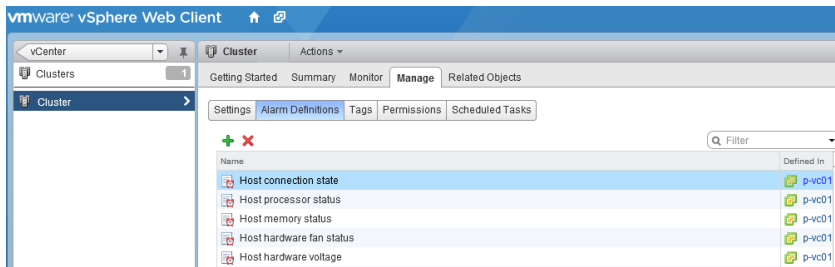 vmware® vSphere Web Client
vCenter
Clusters 1
Cluster
Cluster Actions
Getting Started Summary Monitor Manage Related Objects
Settings Alarm Definitions Tags Permissions Scheduled Tasks
Filter
Name Defined In
Host connection state p-vc01
Host processor status p-vc01
Host memory status p-vc01
Host hardware fan status p-vc01
Host hardware voltage p-vc01